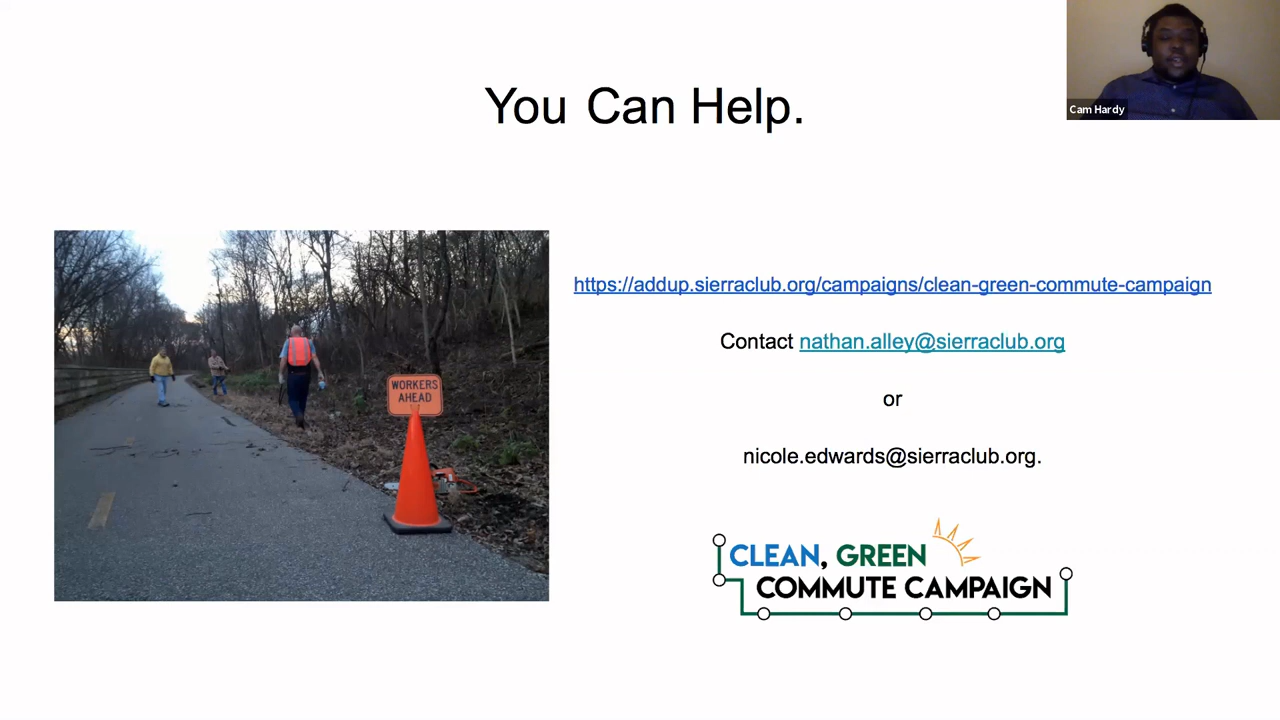 You Can Help.
Cam Hardy
WORKERS
AHEAD
https://addup.sierraclub.org/campaigns/clean-green-commute-campaign
Contact nathan.alley@sierraclub.org
or
nicole.edwards@sierraclub.org.
CLEAN, GREEN
COMMUTE CAMPAIGN